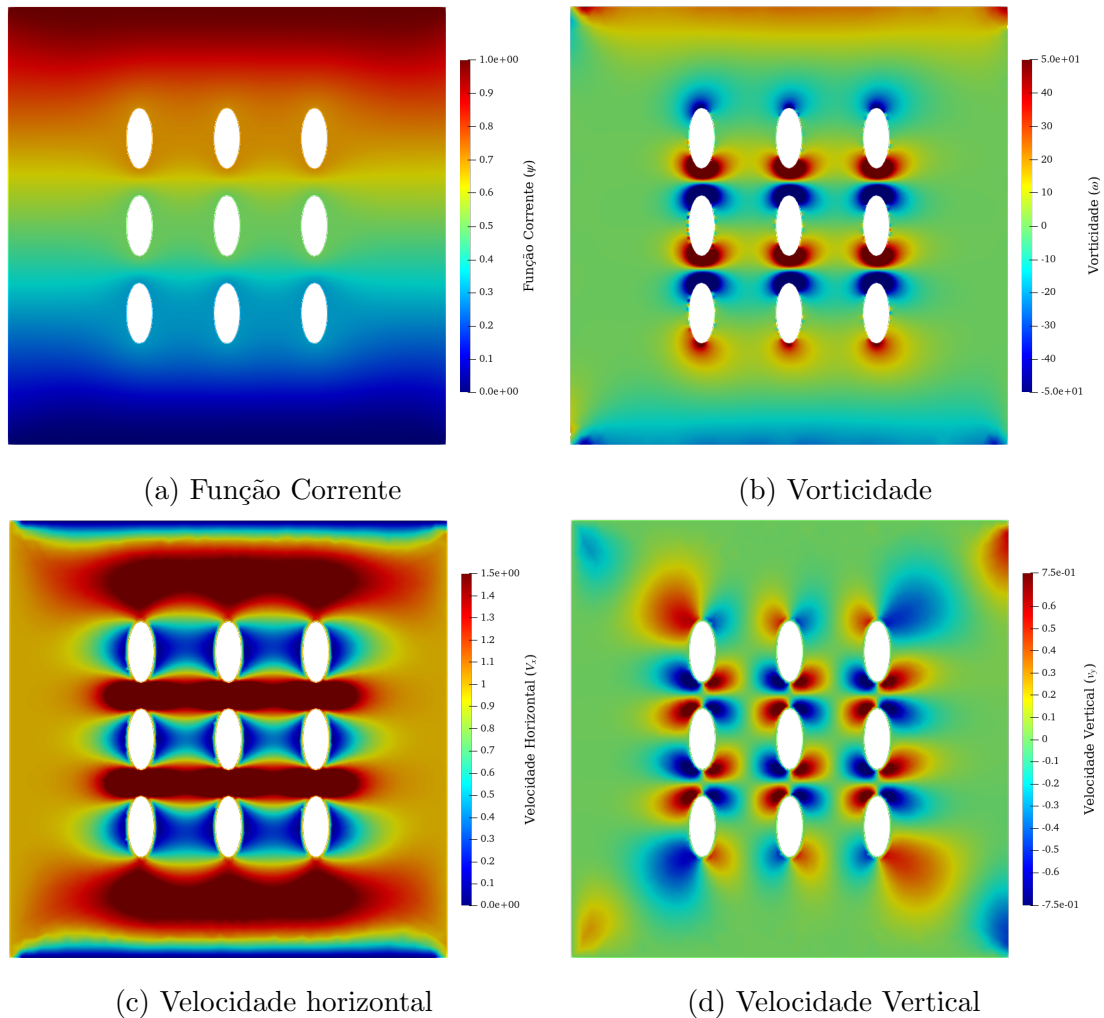 1.0e+00
0.9
0.8
0.7
0.6
0.5
0.4
0.3
0.2
0.1
0.0e+00
Função Corrente (ψ)
5.0e+01
40
30
20
10
0
-10
-20
-30
-40
-5.0e+01
Vorticidade (ω)
(a) Função Corrente
(b) Vorticidade
1.5e+00
1.4
1.3
1.2
1.1
1.0
0.9
0.8
0.7
0.6
0.5
0.4
0.3
0.2
0.1
0.0e+00
Velocidade Horizontal (Vx)
7.5e-01
0.6
0.5
0.4
0.3
0.2
0.1
0
-0.1
-0.2
-0.3
-0.4
-0.5
-0.6
-7.5e-01
Velocidade Vertical (vy)
(c) Velocidade horizontal
(d) Velocidade Vertical